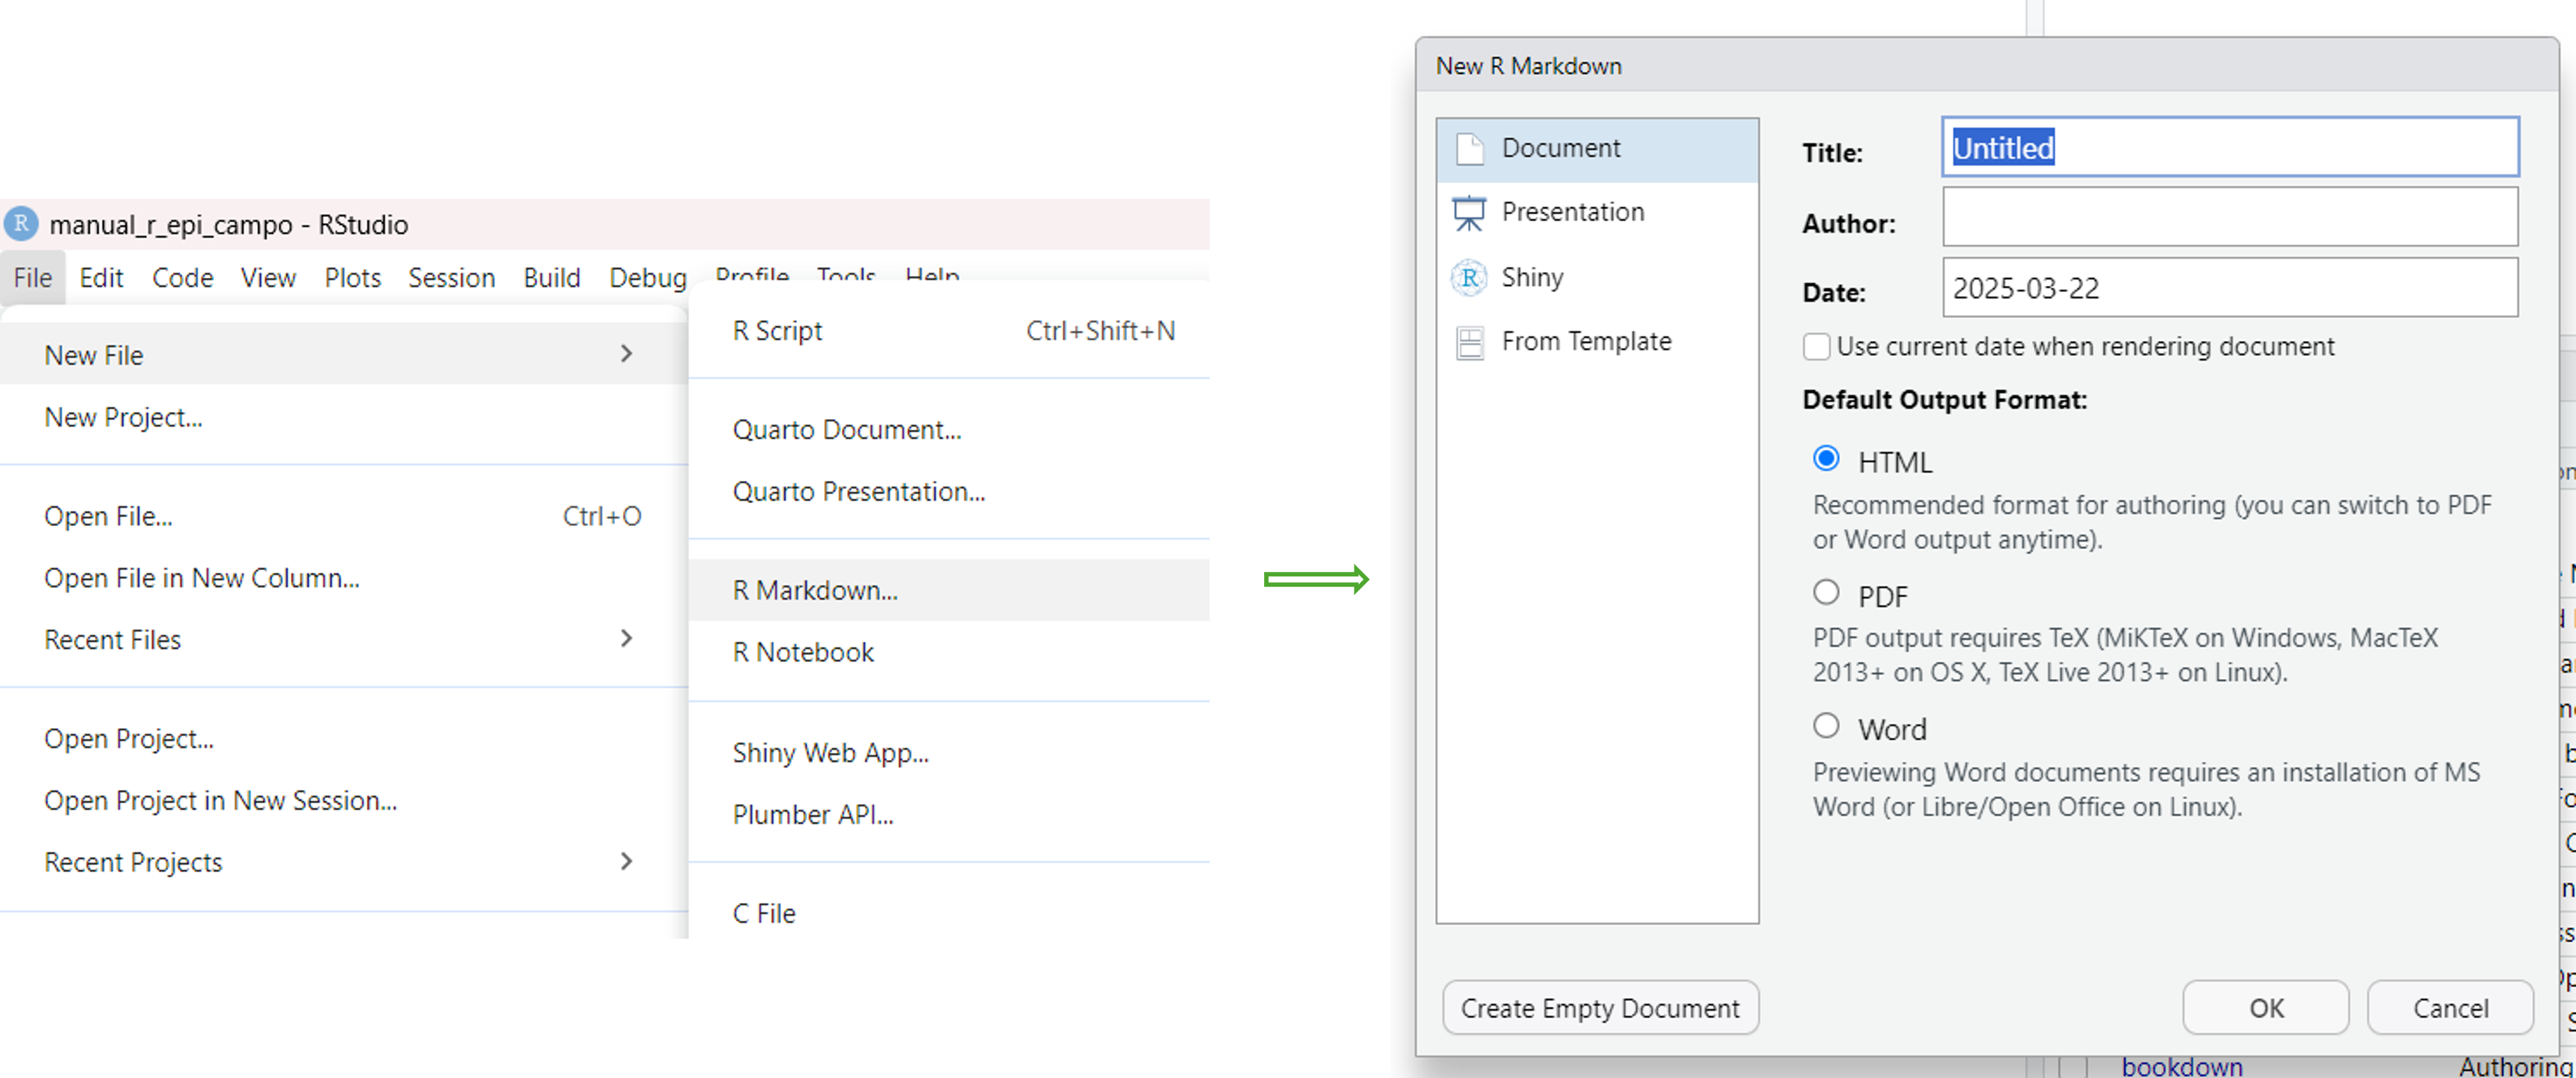 manual_r_epi_campo - RStudio
File Edit Code View Plots Session Build Debug Profile Tools Help
New File
New Project...
Open File... Ctrl+O
Open File in New Column...
Recent Files
Open Project...
Open Project in New Session...
Recent Projects
R Script Ctrl+Shift+N
Quarto Document...
Quarto Presentation...
R Markdown...
R Notebook
Shiny Web App...
Plumber API...
C File
New R Markdown
Document
Presentation
Shiny
From Template
Title: Untitled
Author:
Date: 2025-03-22
Use current date when rendering document
Default Output Format:
HTML
Recommended format for authoring (you can switch to PDF
or Word output anytime).
PDF
PDF output requires TeX (MiKTeX on Windows, MacTeX
2013+ on OS X, TeX Live 2013+ on Linux).
Word
Previewing Word documents requires an installation of MS
Word (or Libre/Open Office on Linux).
Create Empty Document OK Cancel
bookdown Authoring